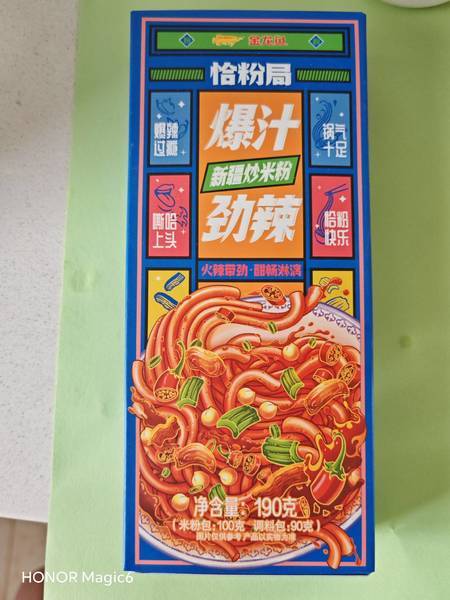 金龙鱼
恰粉局
爆辣
过瘾
爆汁
锅气
十足
新疆炒米粉
嘶哈
上头
劲辣
恰粉
快乐
火辣带劲·酣畅淋漓
净含量：190克
（米粉包：100克 调料包：90克）
图片仅供参考 产品以实物为准
HONOR Magic6